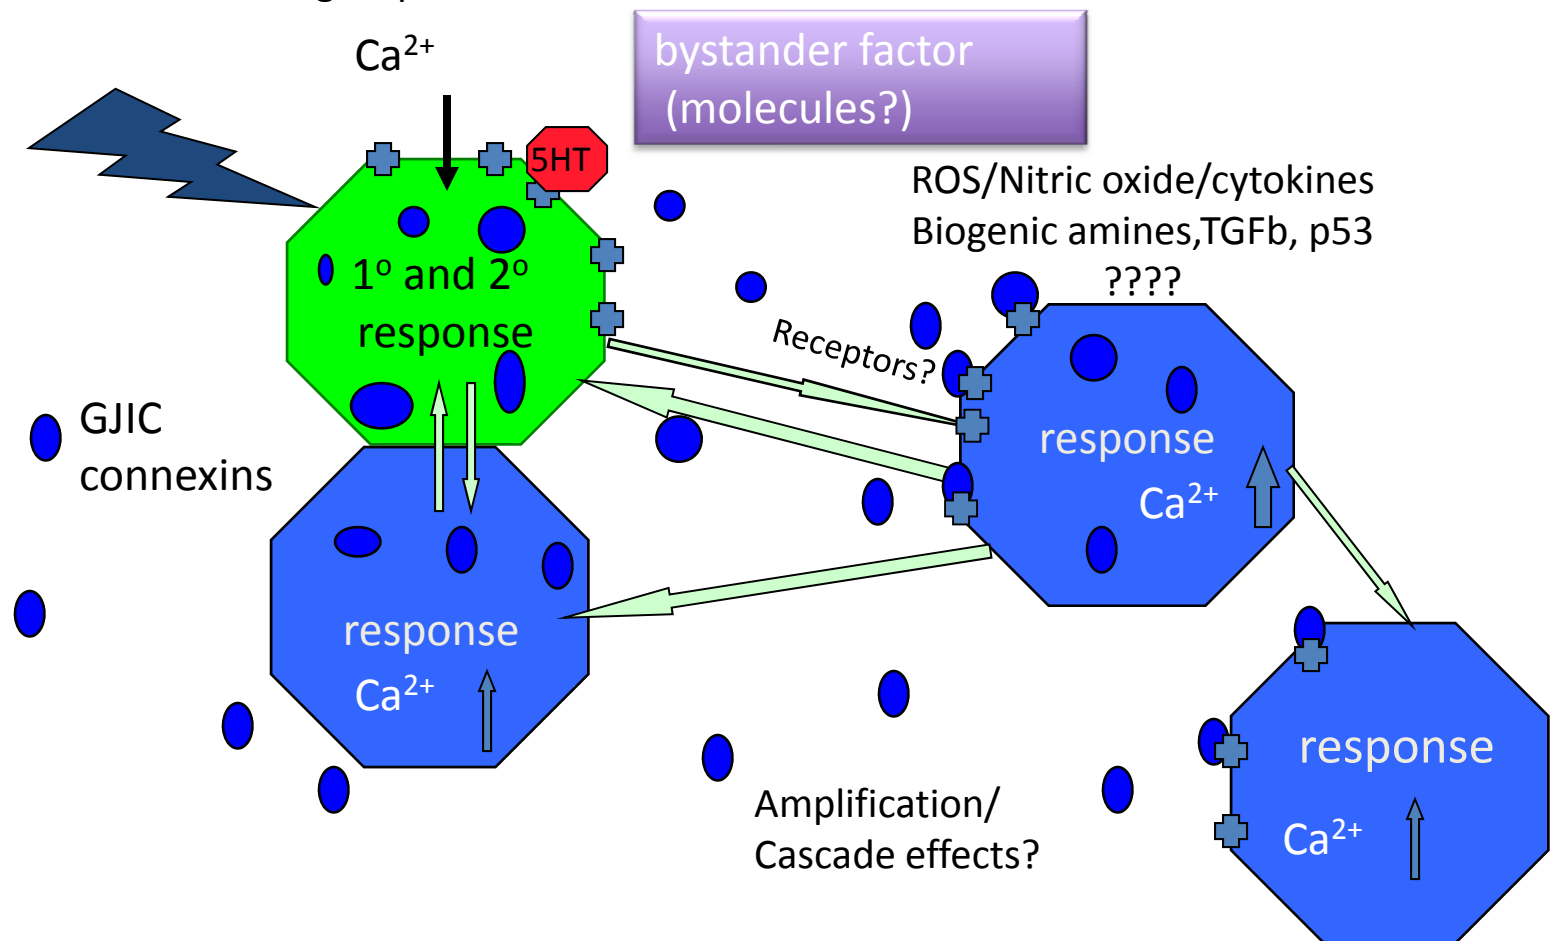 Ca²⁺
bystander factor
(molecules?)
5HT
ROS/Nitric oxide/cytokines
Biogenic amines,TGFb, p53
????
1º and 2º
response
Receptors?
GJIC
connexins
response
Ca²⁺
response
Ca²⁺
response
Ca²⁺
Amplification/
Cascade effects?